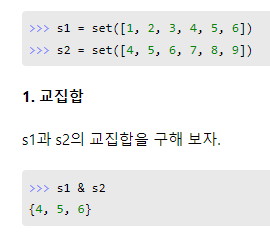 >>> s1 = set([1, 2, 3, 4, 5, 6])
>>> s2 = set([4, 5, 6, 7, 8, 9])
1. 교집합
s1과 s2의 교집합을 구해 보자.
>>> s1 & s2
{4, 5, 6}